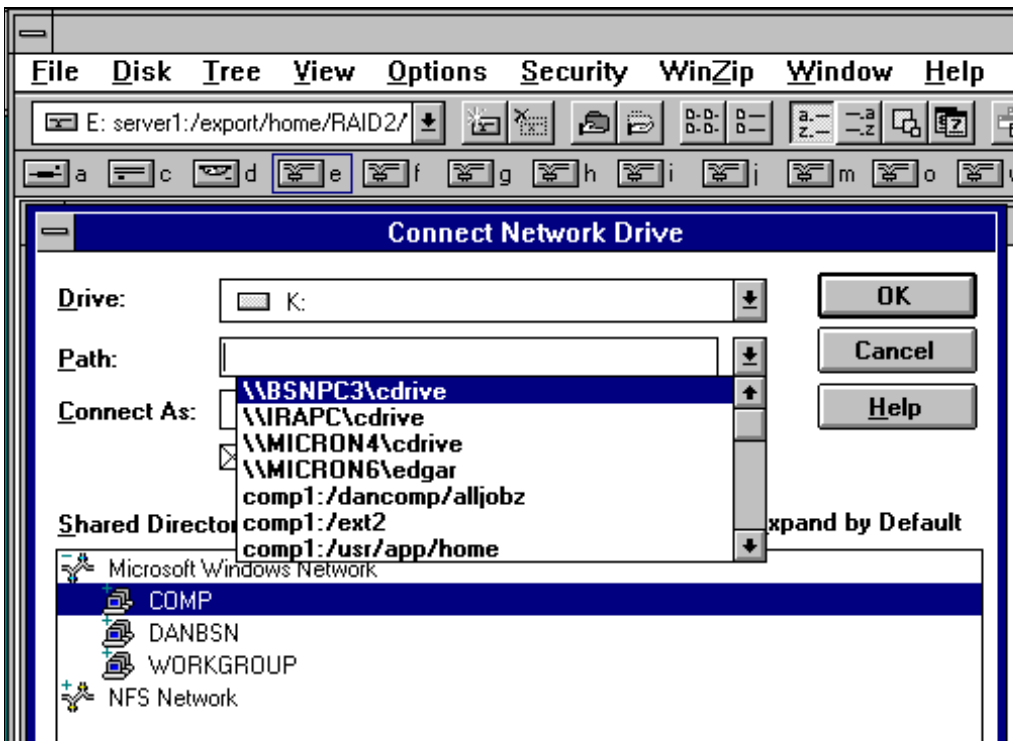 File Disk Tree View Options Security WinZip Window Help
E: server1:/export/home/RAID2/
a c d e f g h i j m o
Connect Network Drive
Drive: K: OK
Path: Cancel
\\BSNPC3\cdrive
Connect As: \\IRAPC\cdrive Help
\\MICRON4\cdrive
\\MICRON6\edgar
comp1:/dancomp/alljobz
Shared Director comp1:/ext2 xpand by Default
comp1:/usr/app/home
Microsoft Windows Network
COMP
DANBSN
WORKGROUP
NFS Network